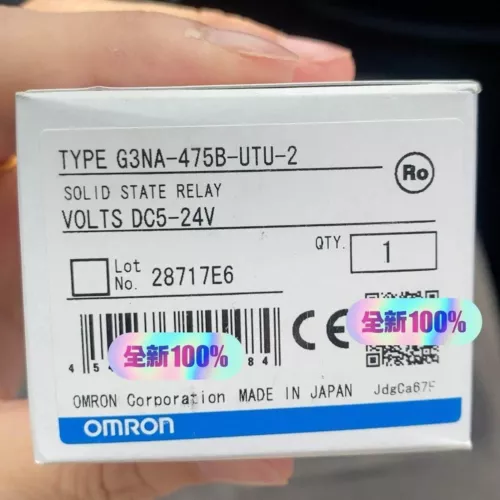 TYPE G3NA-475B-UTU-2
Ro
SOLID STATE RELAY
VOLTS DC5-24V
QTY. 1
Lot No. 28717E6
CE
全新100%
全新100%
OMRON Corporation MADE IN JAPAN
OMRON